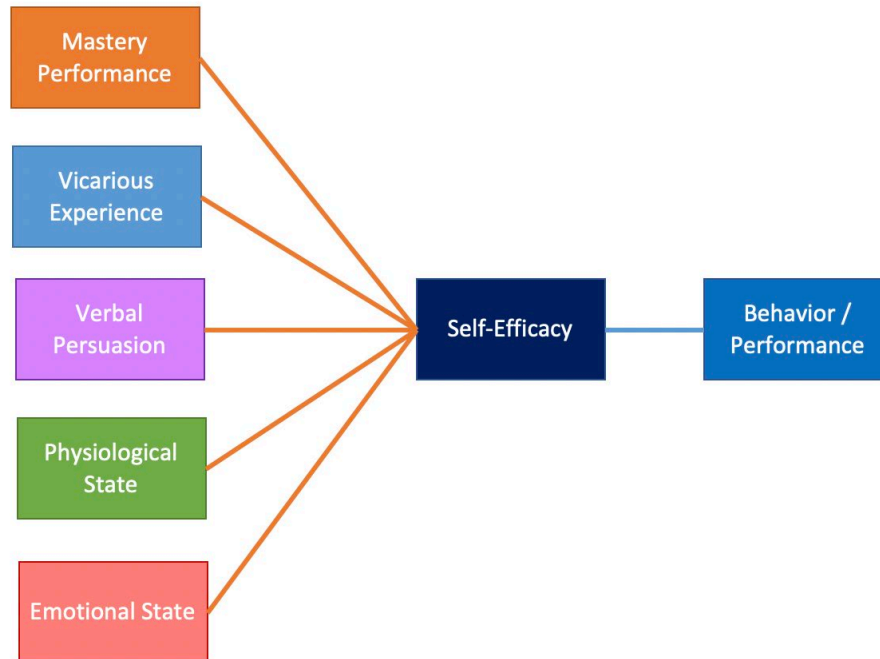 Mastery
Performance
Vicarious
Experience
Verbal
Persuasion
Physiological
State
Emotional State
Self-Efficacy
Behavior /
Performance